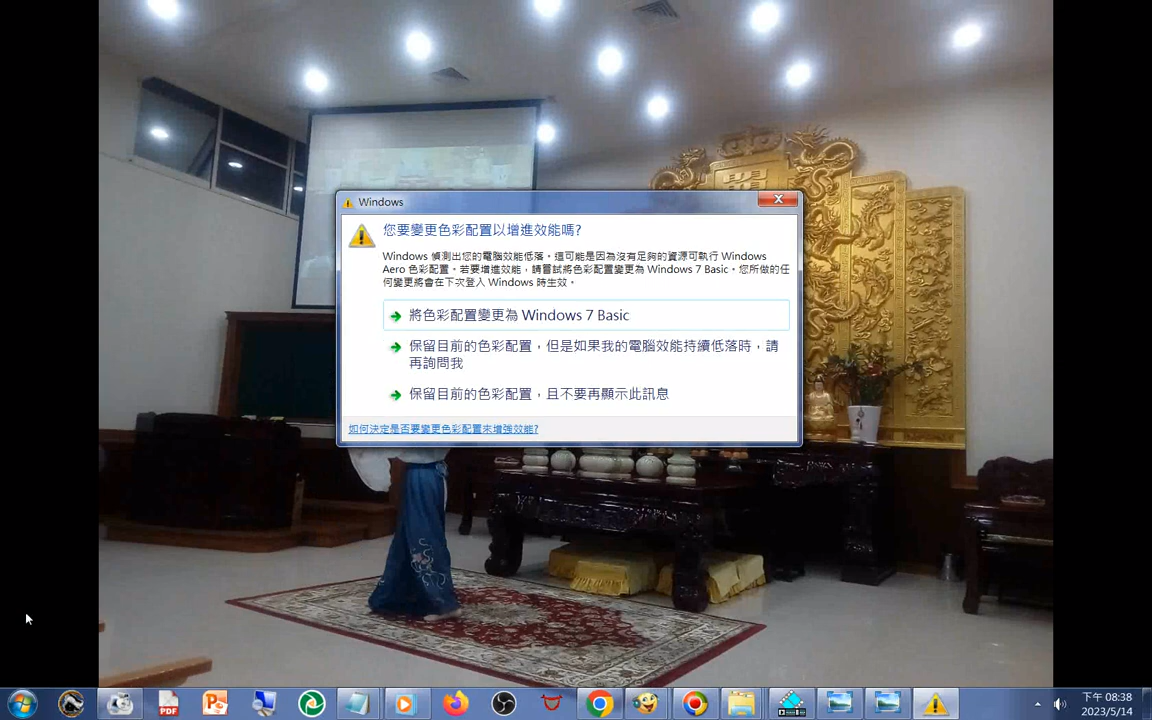 Windows
您要變更色彩配置以增進效能嗎?
Windows 偵測出您的電腦效能低落。這可能是因為沒有足夠的資源可執行 Windows
Aero 色彩配置。若要增進效能，請嘗試將色彩配置變更為 Windows 7 Basic。您所做的任
何變更將會在下次登入 Windows 時生效。
將色彩配置變更為 Windows 7 Basic
保留目前的色彩配置，但是如果我的電腦效能持續低落時，請
再詢問我
保留目前的色彩配置，且不要再顯示此訊息
如何決定是否要變更色彩配置來增強效能?
PDF
下午 08:38
2023/5/14